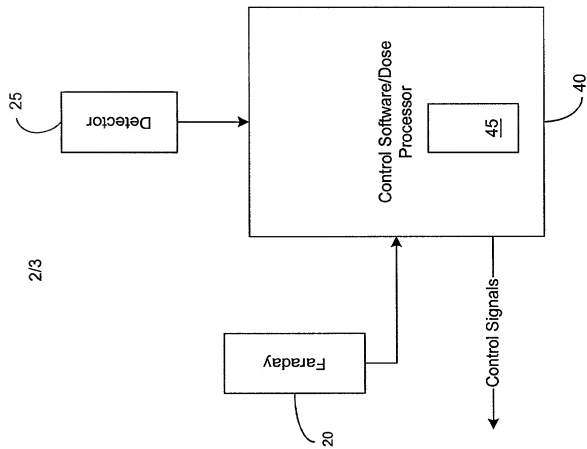 2/3
25
Detector
Control Software/Dose
Processor
45
40
Faraday
20
Control Signals